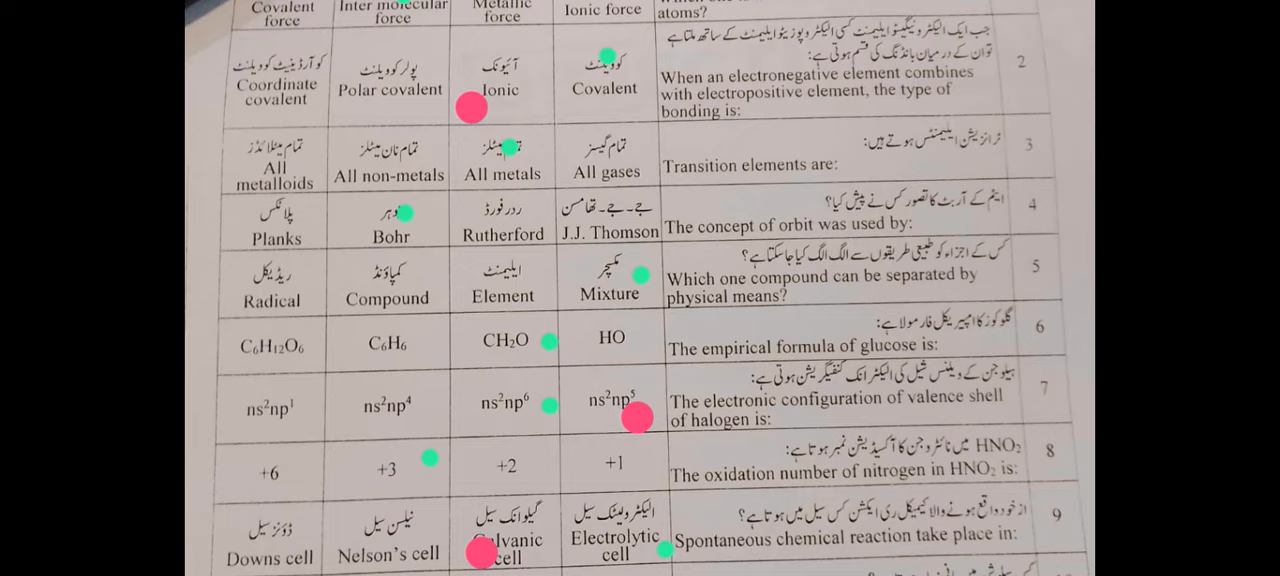 Covalent force
Inter molecular force
Metallic force
Ionic force
atoms?
2
جب ایک الیکٹرونیگیٹو ایلیمنٹ کسی الیکٹروپوزیٹو ایلیمنٹ کے ساتھ ملتا ہے
توان کے درمیان بانڈنگ کی قسم ہوتی ہے:
When an electronegative element combines
with electropositive element, the type of
bonding is:
کوویلنٹ
Covalent
آئیونک
Ionic
پولر کوویلنٹ
Polar covalent
کوآرڈینیٹ کوویلنٹ
Coordinate
covalent
3
ٹرانزیشن ایلیمنٹس ہوتے ہیں:
Transition elements are:
تمام گیسز
All gases
All metals
تمام نان میٹلز
All non-metals
تمام میٹلائڈز
All
metalloids
4
ایٹم کے آربٹ کا تصور کس نے پیش کیا؟
The concept of orbit was used by:
جے۔جے۔تھامسن
J.J. Thomson
ردرفورڈ
Rutherford
Bohr
پلانکس
Planks
5
کس کے اجزاء کو طبیعی طریقوں سے الگ الگ کیا جا سکتا ہے؟
Which one compound can be separated by
physical means?
مکسچر
Mixture
ایلیمنٹ
Element
کمپاؤنڈ
Compound
ریڈیکل
Radical
6
گلوکوز کا امپیریکل فارمولا ہے:
The empirical formula of glucose is:
HO
CH₂O
C₆H₆
C₆H₁₂O₆
7
ہیلوجن کے ویلنس شیل کی الیکٹرانک کنفیگریشن ہوتی ہے:
The electronic configuration of valence shell
of halogen is:
ns²np⁵
ns²np⁶
ns²np⁴
ns²np¹
8
HNO₂ میں نائٹروجن کا آکسیڈیشن نمبر ہوتا ہے:
The oxidation number of nitrogen in HNO₂ is:
+1
+2
+3
+6
9
ازخود واقع ہونے والا کیمیکل ری ایکشن کس سیل میں ہوتا ہے؟
Spontaneous chemical reaction take place in:
الیکٹرولیٹک سیل
Electrolytic
cell
گیلوانک سیل
Galvanic
cell
نیلسن سیل
Nelson's cell
ڈاؤنز سیل
Downs cell